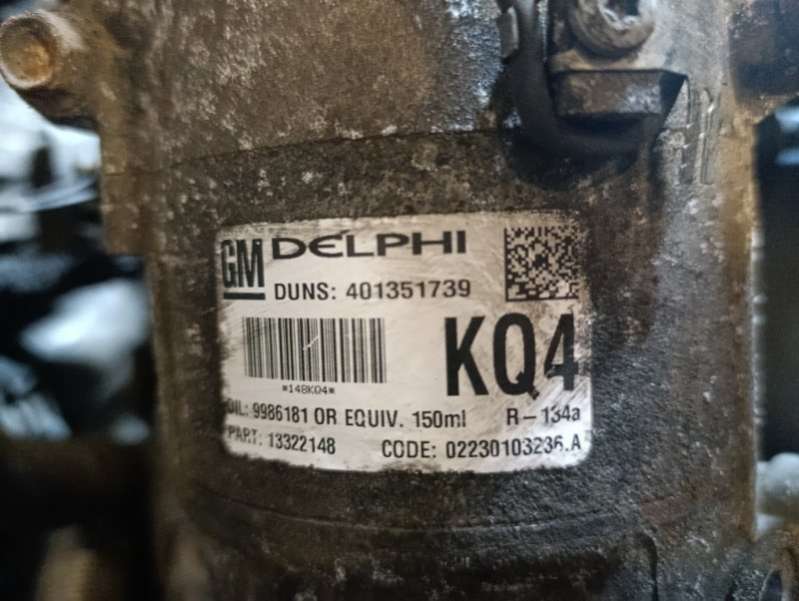 GM DELPHI
DUNS: 401351739
KQ4
*148KQ4*
OIL: 9986181 OR EQUIV. 150ml R-134a
PART: 13322148 CODE: 02230103236.A